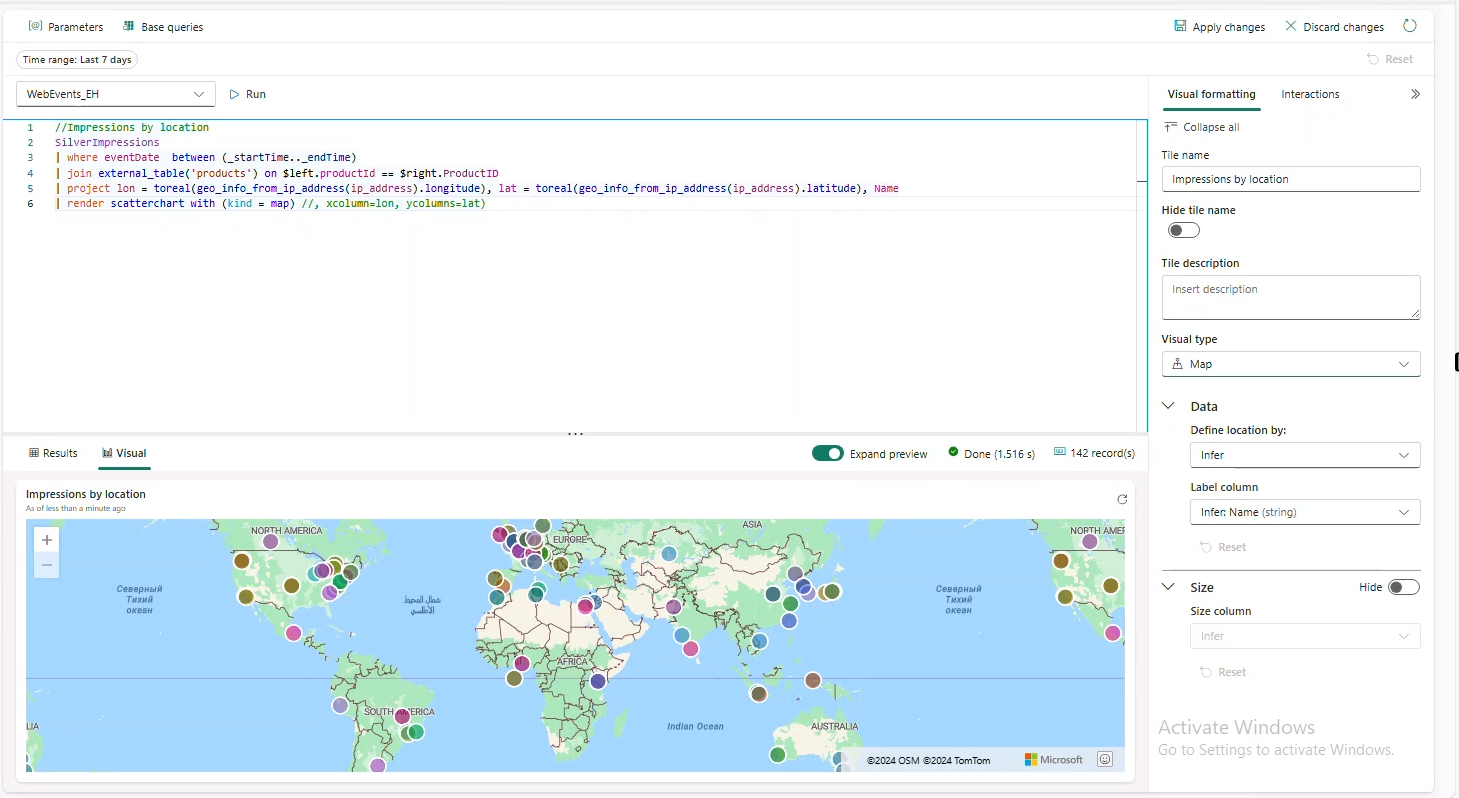 Parameters Base queries Apply changes Discard changes
Time range: Last 7 days Reset
WebEvents_EH Run
1 //Impressions by location
2 SilverImpressions
3 | where eventDate between (_startTime.._endTime)
4 | join external_table('products') on $left.productId == $right.ProductID
5 | project lon = toreal(geo_info_from_ip_address(ip_address).longitude), lat = toreal(geo_info_from_ip_address(ip_address).latitude), Name
6 | render scatterchart with (kind = map) //, xcolumn=lon, ycolumns=lat)
Visual formatting Interactions
Collapse all
Tile name
Impressions by location
Hide tile name
Tile description
Insert description
Visual type
Map
Data
Define location by:
Infer
Label column
Infer: Name (string)
Reset
Size Hide
Size column
Infer
Reset
Results Visual Expand preview Done (1.516 s) 142 record(s)
Impressions by location
As of less than a minute ago
+
−
NORTH AMERICA
EUROPE
ASIA
NORTH AMER
Северный
Тихий
океан
شمال المحيط
الأطلسي
Северный
Тихий
океан
AFRICA
SOUTH AMERICA
Indian Ocean
AUSTRALIA
LIA
©2024 OSM ©2024 TomTom Microsoft
Activate Windows
Go to Settings to activate Windows.